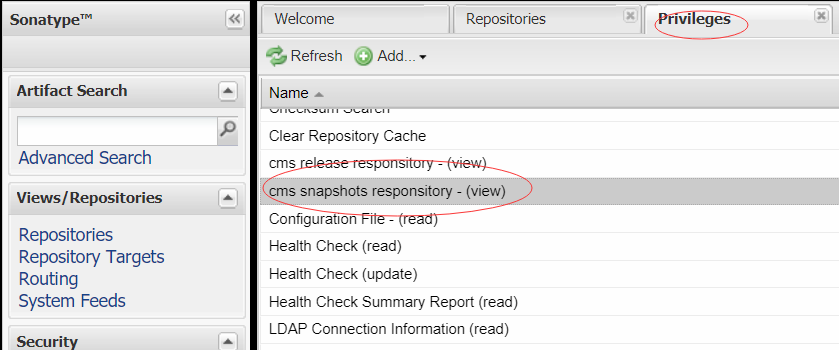 Sonatype™
Artifact Search
Advanced Search
Views/Repositories
Repositories
Repository Targets
Routing
System Feeds
Security
Welcome
Repositories
Privileges
Refresh
Add...
Name
Checksum Search
Clear Repository Cache
cms release responsitory - (view)
cms snapshots responsitory - (view)
Configuration File - (read)
Health Check (read)
Health Check (update)
Health Check Summary Report (read)
LDAP Connection Information (read)